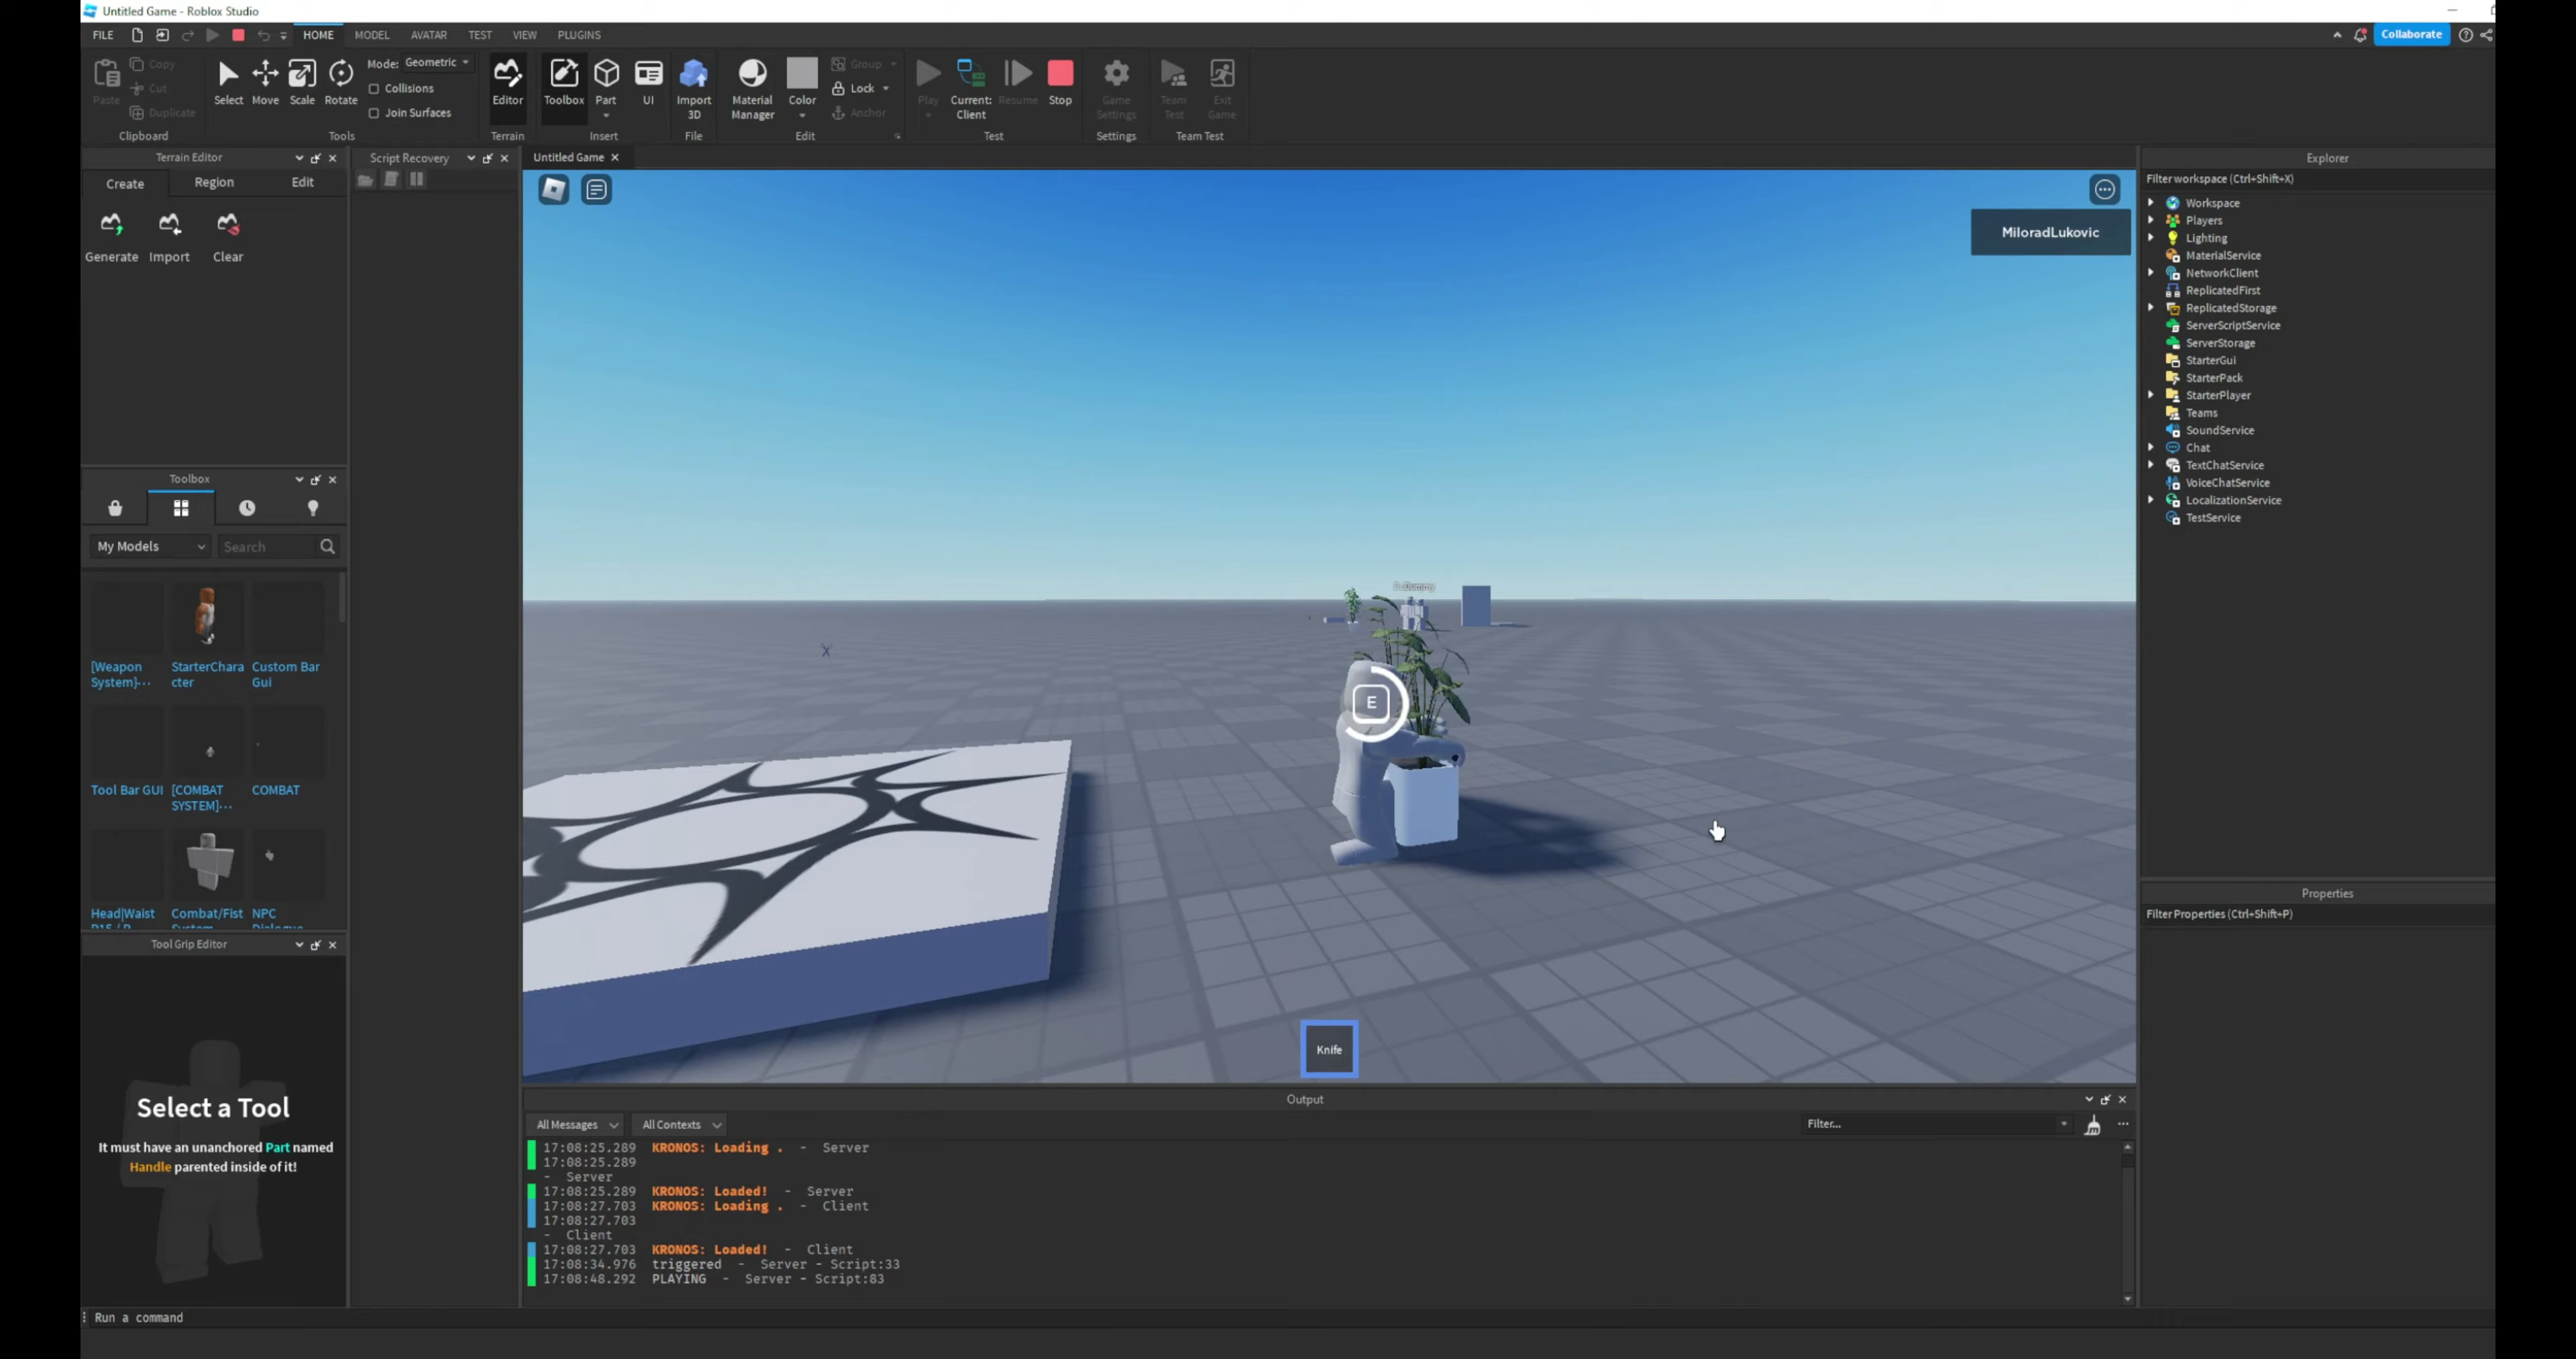 Untitled Game - Roblox Studio
FILE HOME MODEL AVATAR TEST VIEW PLUGINS
Collaborate
Paste Copy Cut Duplicate
Clipboard
Select Move Scale Rotate
Mode: Geometric
Collisions
Join Surfaces
Tools
Editor
Terrain
Toolbox Part UI
Insert
Import 3D
File
Material Manager
Color
Group
Lock
Anchor
Edit
Play Current: Client Resume Stop
Test
Game Settings
Settings
Team Test Exit Game
Team Test
Terrain Editor
Create Region Edit
Generate Import Clear
Script Recovery
Untitled Game
MiloradLukovic
Dummy
E
Knife
Toolbox
My Models Search
[Weapon System]-... StarterCharacter Custom Bar Gui
Tool Bar GUI [COMBAT SYSTEM]... COMBAT
Head|Waist Combat/Fist NPC
Tool Grip Editor
Select a Tool
It must have an unanchored Part named
Handle parented inside of it!
Output
All Messages All Contexts Filter...
17:08:25.289 KRONOS: Loading . - Server
17:08:25.289
- Server
17:08:25.289 KRONOS: Loaded! - Server
17:08:27.703 KRONOS: Loading . - Client
17:08:27.703
- Client
17:08:27.703 KRONOS: Loaded! - Client
17:08:34.976 triggered - Server - Script:33
17:08:48.292 PLAYING - Server - Script:83
Run a command
Explorer
Filter workspace (Ctrl+Shift+X)
Workspace
Players
Lighting
MaterialService
NetworkClient
ReplicatedFirst
ReplicatedStorage
ServerScriptService
ServerStorage
StarterGui
StarterPack
StarterPlayer
Teams
SoundService
Chat
TextChatService
VoiceChatService
LocalizationService
TestService
Properties
Filter Properties (Ctrl+Shift+P)